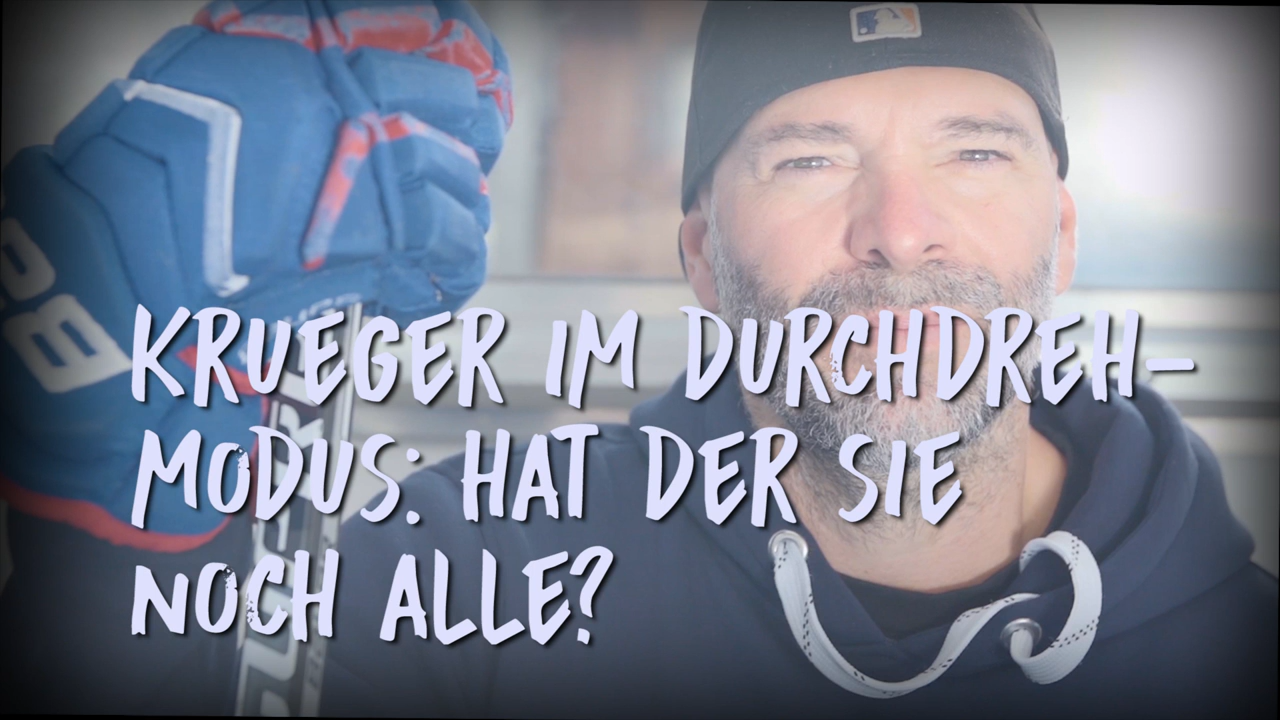 KRUEGER IM DURCHDREH-
MODUS: HAT DER SIE
NOCH ALLE?